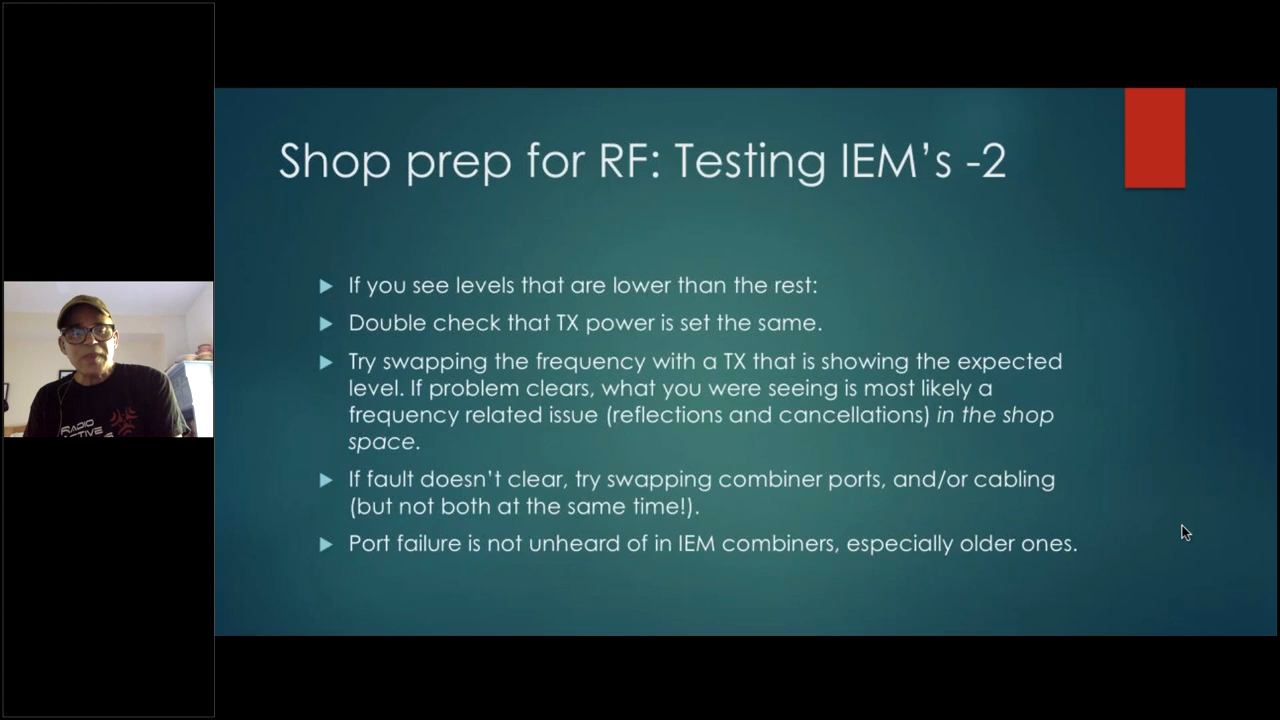 Shop prep for RF: Testing IEM’s -2
If you see levels that are lower than the rest:
Double check that TX power is set the same.
Try swapping the frequency with a TX that is showing the expected
level. If problem clears, what you were seeing is most likely a
frequency related issue (reflections and cancellations) in the shop
space.
If fault doesn’t clear, try swapping combiner ports, and/or cabling
(but not both at the same time!).
Port failure is not unheard of in IEM combiners, especially older ones.
RADIO